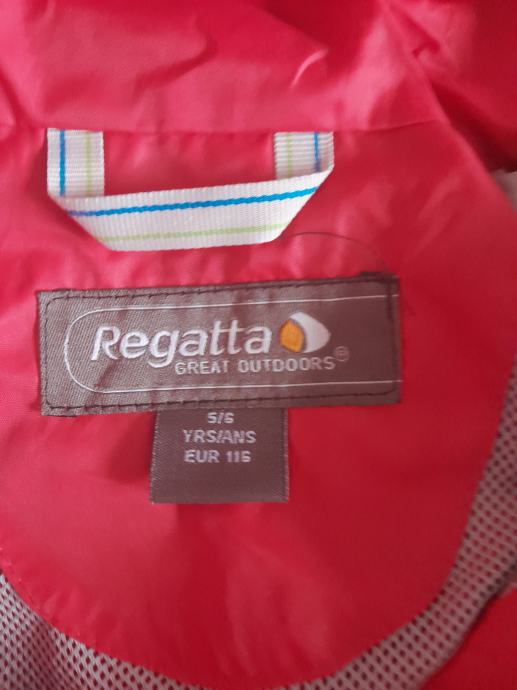 Regatta
GREAT OUTDOORS®
5/6
YRS/ANS
EUR 116